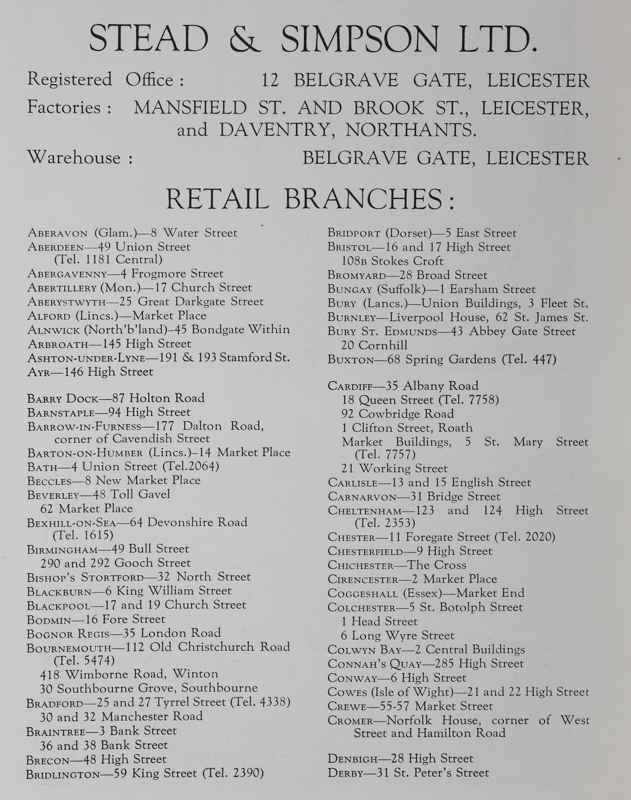 STEAD & SIMPSON LTD.
Registered Office : 12 BELGRAVE GATE, LEICESTER
Factories : MANSFIELD ST. AND BROOK ST., LEICESTER,
and DAVENTRY, NORTHANTS.
Warehouse : BELGRAVE GATE, LEICESTER
RETAIL BRANCHES :
ABERAVON (Glam.)—8 Water Street
ABERDEEN—49 Union Street
(Tel. 1181 Central)
ABERGAVENNY—4 Frogmore Street
ABERTILLERY (Mon.)—17 Church Street
ABERYSTWYTH—25 Great Darkgate Street
ALFORD (Lincs.)—Market Place
ALNWICK (North'b'land)—45 Bondgate Within
ARBROATH—145 High Street
ASHTON-UNDER-LYNE—191 & 193 Stamford St.
AYR—146 High Street
BARRY DOCK—87 Holton Road
BARNSTAPLE—94 High Street
BARROW-IN-FURNESS—177 Dalton Road,
corner of Cavendish Street
BARTON-ON-HUMBER (Lincs.)—14 Market Place
BATH—4 Union Street (Tel.2064)
BECCLES—8 New Market Place
BEVERLEY—48 Toll Gavel
62 Market Place
BEXHILL-ON-SEA—64 Devonshire Road
(Tel. 1615)
BIRMINGHAM—49 Bull Street
290 and 292 Gooch Street
BISHOP'S STORTFORD—32 North Street
BLACKBURN—6 King William Street
BLACKPOOL—17 and 19 Church Street
BODMIN—16 Fore Street
BOGNOR REGIS—35 London Road
BOURNEMOUTH—112 Old Christchurch Road
(Tel. 5474)
418 Wimborne Road, Winton
30 Southbourne Grove, Southbourne
BRADFORD—25 and 27 Tyrrel Street (Tel. 4338)
30 and 32 Manchester Road
BRAINTREE—3 Bank Street
36 and 38 Bank Street
BRECON—48 High Street
BRIDLINGTON—59 King Street (Tel. 2390)
BRIDPORT (Dorset)—5 East Street
BRISTOL—16 and 17 High Street
108B Stokes Croft
BROMYARD—28 Broad Street
BUNGAY (Suffolk)—1 Earsham Street
BURY (Lancs.)—Union Buildings, 3 Fleet St.
BURNLEY—Liverpool House, 62 St. James St.
BURY ST. EDMUNDS—43 Abbey Gate Street
20 Cornhill
BUXTON—68 Spring Gardens (Tel. 447)
CARDIFF—35 Albany Road
18 Queen Street (Tel. 7758)
92 Cowbridge Road
1 Clifton Street, Roath
Market Buildings, 5 St. Mary Street
(Tel. 7757)
21 Working Street
CARLISLE—13 and 15 English Street
CARNARVON—31 Bridge Street
CHELTENHAM—123 and 124 High Street
(Tel. 2353)
CHESTER—11 Foregate Street (Tel. 2020)
CHESTERFIELD—9 High Street
CHICHESTER—The Cross
CIRENCESTER—2 Market Place
COGGESHALL (Essex)—Market End
COLCHESTER—5 St. Botolph Street
1 Head Street
6 Long Wyre Street
COLWYN BAY—2 Central Buildings
CONNAH'S QUAY—285 High Street
CONWAY—6 High Street
COWES (Isle of Wight)—21 and 22 High Street
CREWE—55-57 Market Street
CROMER—Norfolk House, corner of West
Street and Hamilton Road
DENBIGH—28 High Street
DERBY—31 St. Peter's Street